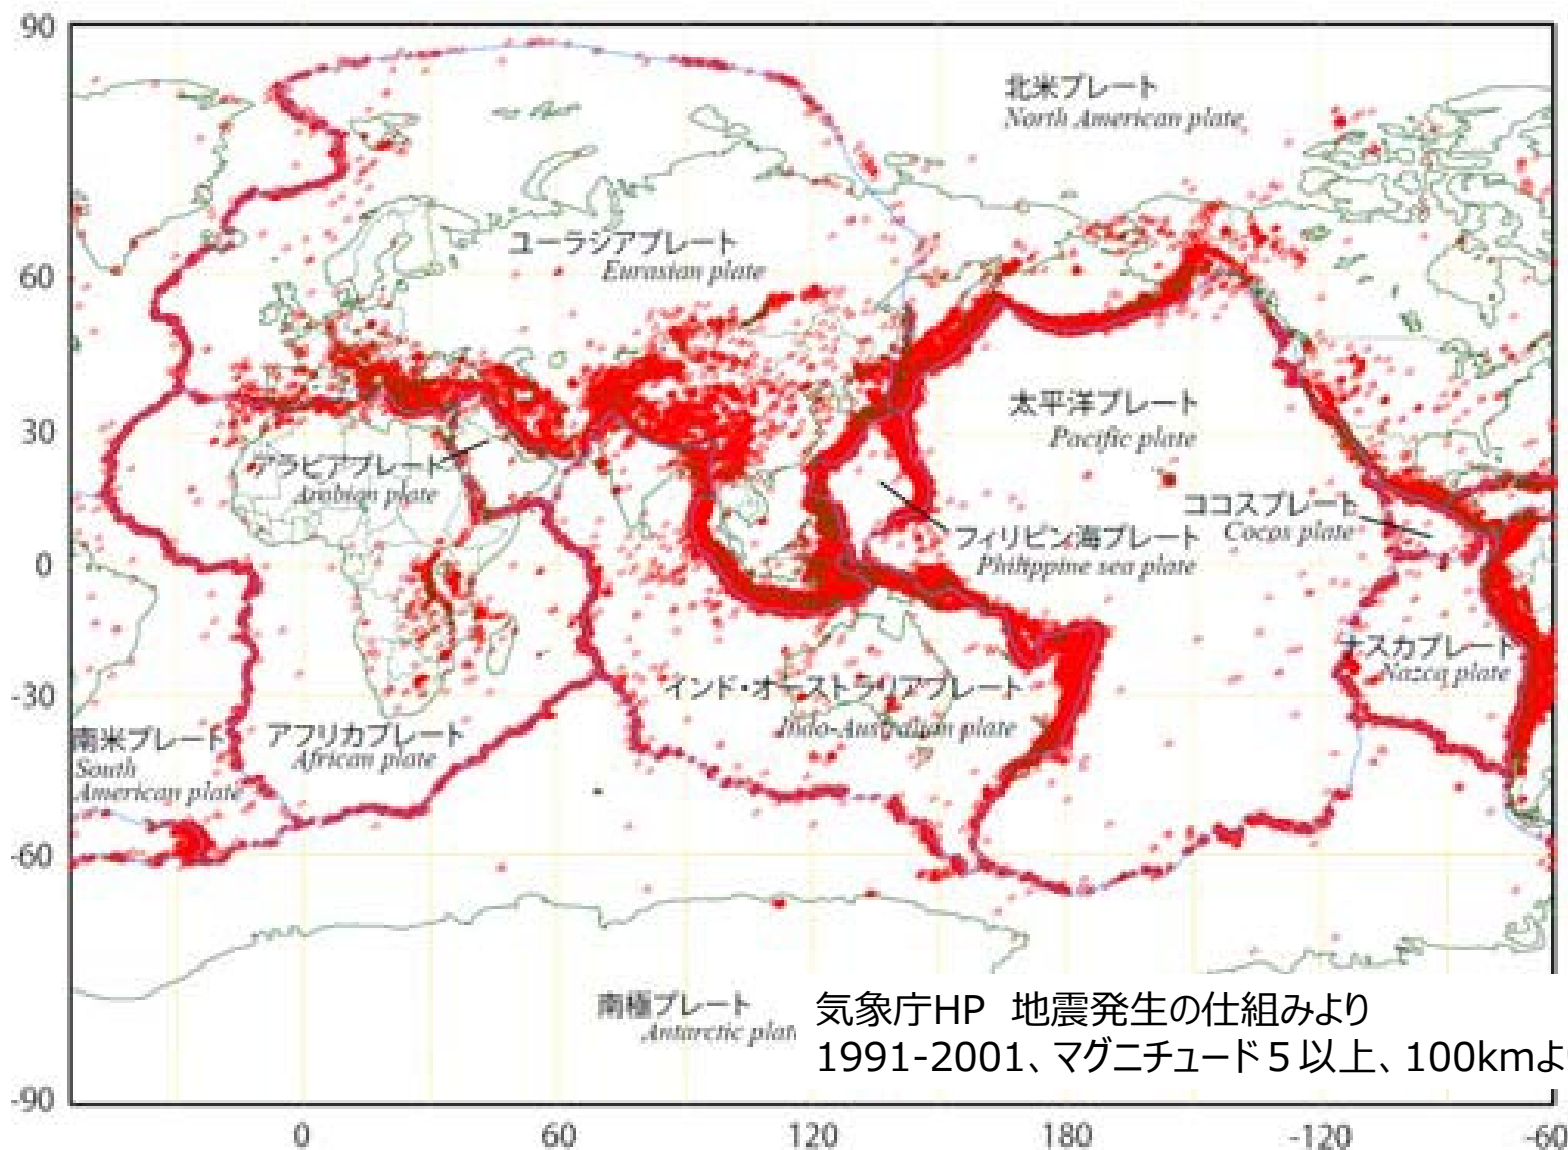 90
北米プレート
North American plate
ユーラシアプレート
Eurasian plate
60
太平洋プレート
Pacific plate
30
アラビアプレート
Arabian plate
ココスプレート
Cocos plate
フィリピン海プレート
Philippine sea plate
0
ナスカプレート
Nazca plate
インド・オーストラリアプレート
Indo-Australian plate
-30
南米プレート
South
American plate
アフリカプレート
African plate
-60
南極プレート
Antarctic plat
気象庁HP 地震発生の仕組みより
1991-2001、マグニチュード５以上、100kmよ
-90
0 60 120 180 -120 -60